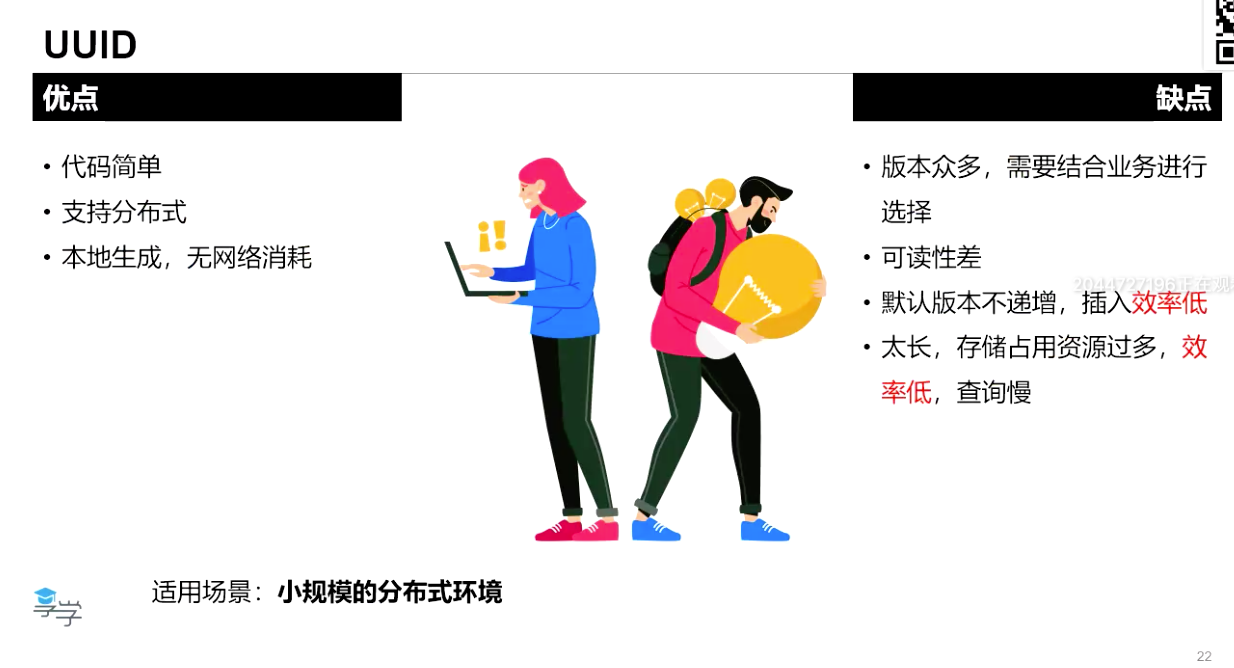 UUID
优点
缺点
• 代码简单
• 支持分布式
• 本地生成，无网络消耗
• 版本众多，需要结合业务进行
选择
• 可读性差
2044727196正在观
• 默认版本不递增，插入效率低
• 太长，存储占用资源过多，效
率低，查询慢
适用场景：小规模的分布式环境
享学
22